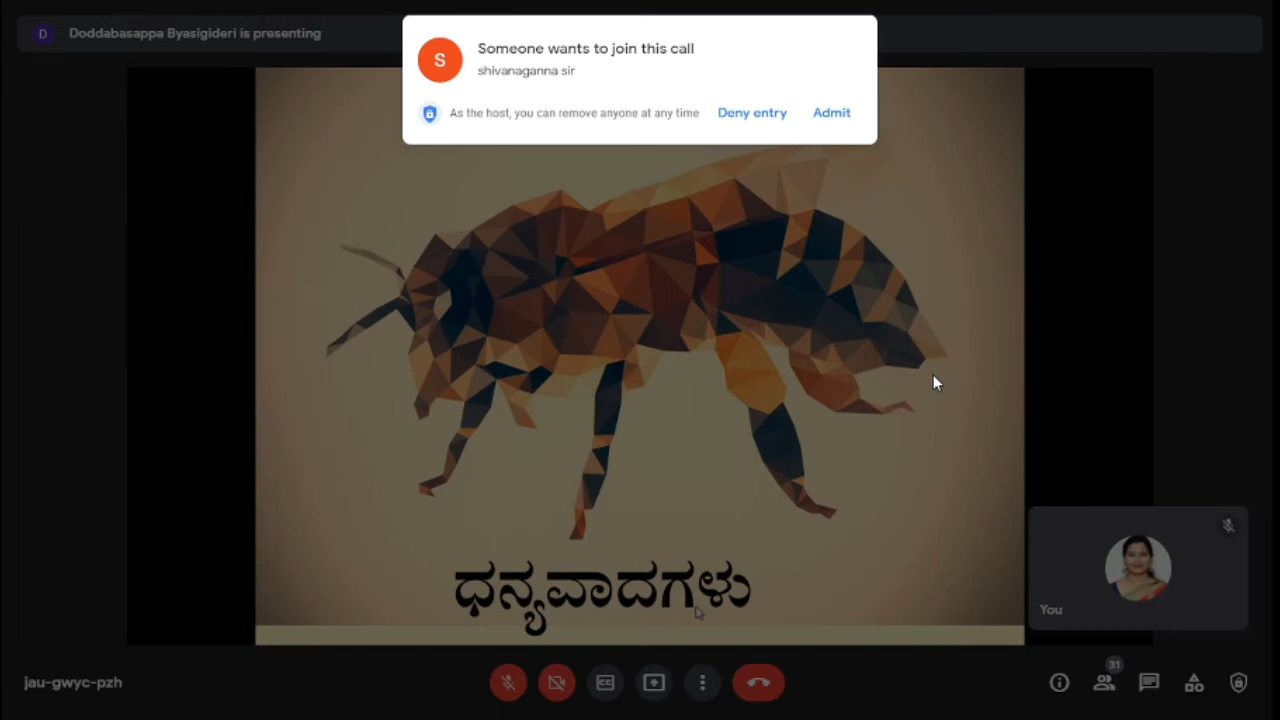 D Doddabasappa Byasigideri is presenting
S Someone wants to join this call
shivanaganna sir
As the host, you can remove anyone at any time Deny entry Admit
ಧನ್ಯವಾದಗಳು
You
jau-gwyc-pzh
CC
31